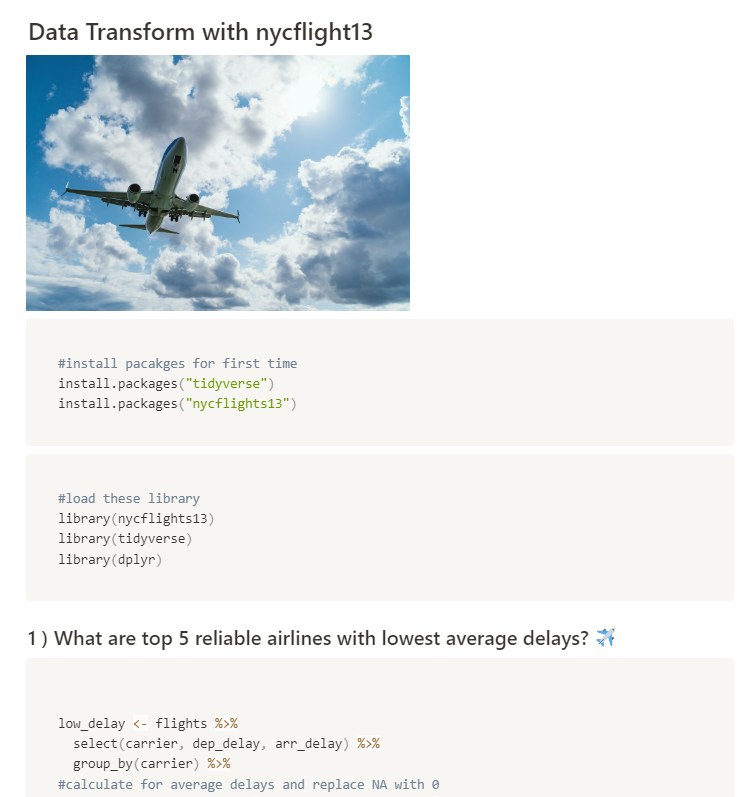 Data Transform with nycflight13
#install pacakges for first time
install.packages("tidyverse")
install.packages("nycflights13")
#load these library
library(nycflights13)
library(tidyverse)
library(dplyr)
1 ) What are top 5 reliable airlines with lowest average delays? ✈️
low_delay <- flights %>%
  select(carrier, dep_delay, arr_delay) %>%
  group_by(carrier) %>%
#calculate for average delays and replace NA with 0